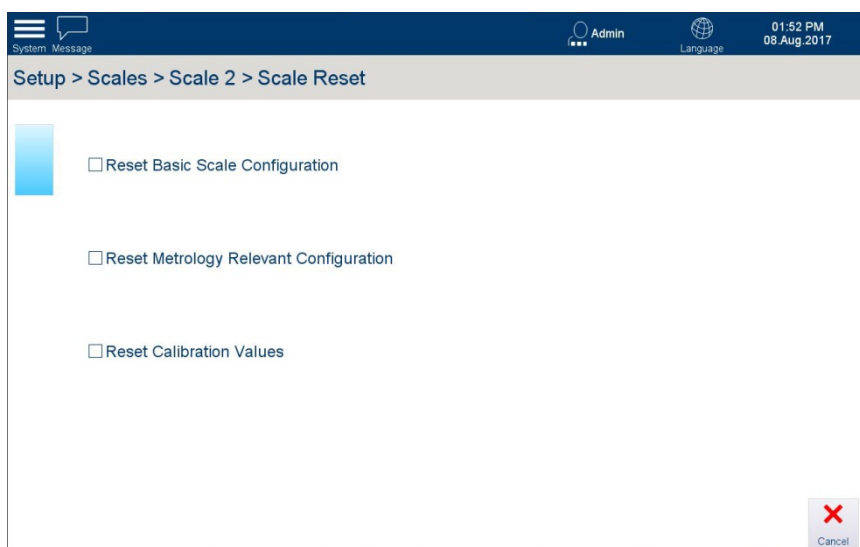 System Message
Admin
Language
01:52 PM
08.Aug.2017
Setup > Scales > Scale 2 > Scale Reset
Reset Basic Scale Configuration
Reset Metrology Relevant Configuration
Reset Calibration Values
Cancel